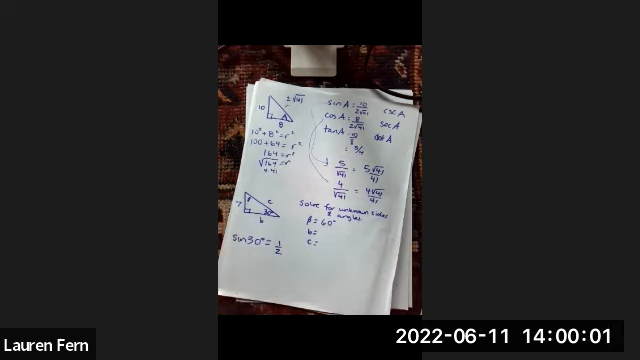 10
2√41
A
8
10² + 8² = r²
100 + 64 = r²
164 = r²
√164 = r
4·41
sin A = 10/2√41
cos A = 8/2√41
tan A = 10/8
= 5/4
csc A
sec A
cot A
5/√41 = 5√41/41
4/√41 = 4√41/41
7
β
c
30°
b
Solve for unknown sides
& angles
β = 60°
b =
c =
sin 30° = 1/2
Lauren Fern
2022-06-11 14:00:01